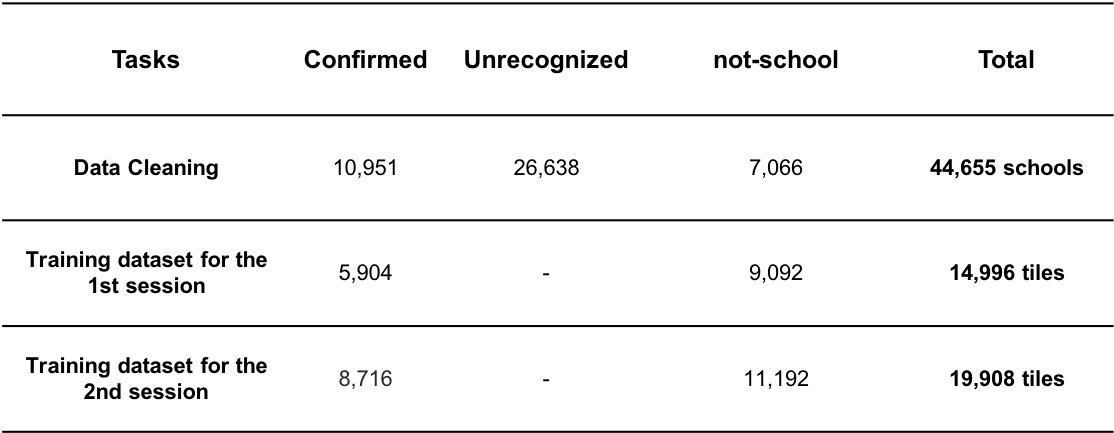 Tasks Confirmed Unrecognized not-school Total
Data Cleaning 10,951 26,638 7,066 44,655 schools
Training dataset for the
1st session 5,904 - 9,092 14,996 tiles
Training dataset for the
2nd session 8,716 - 11,192 19,908 tiles